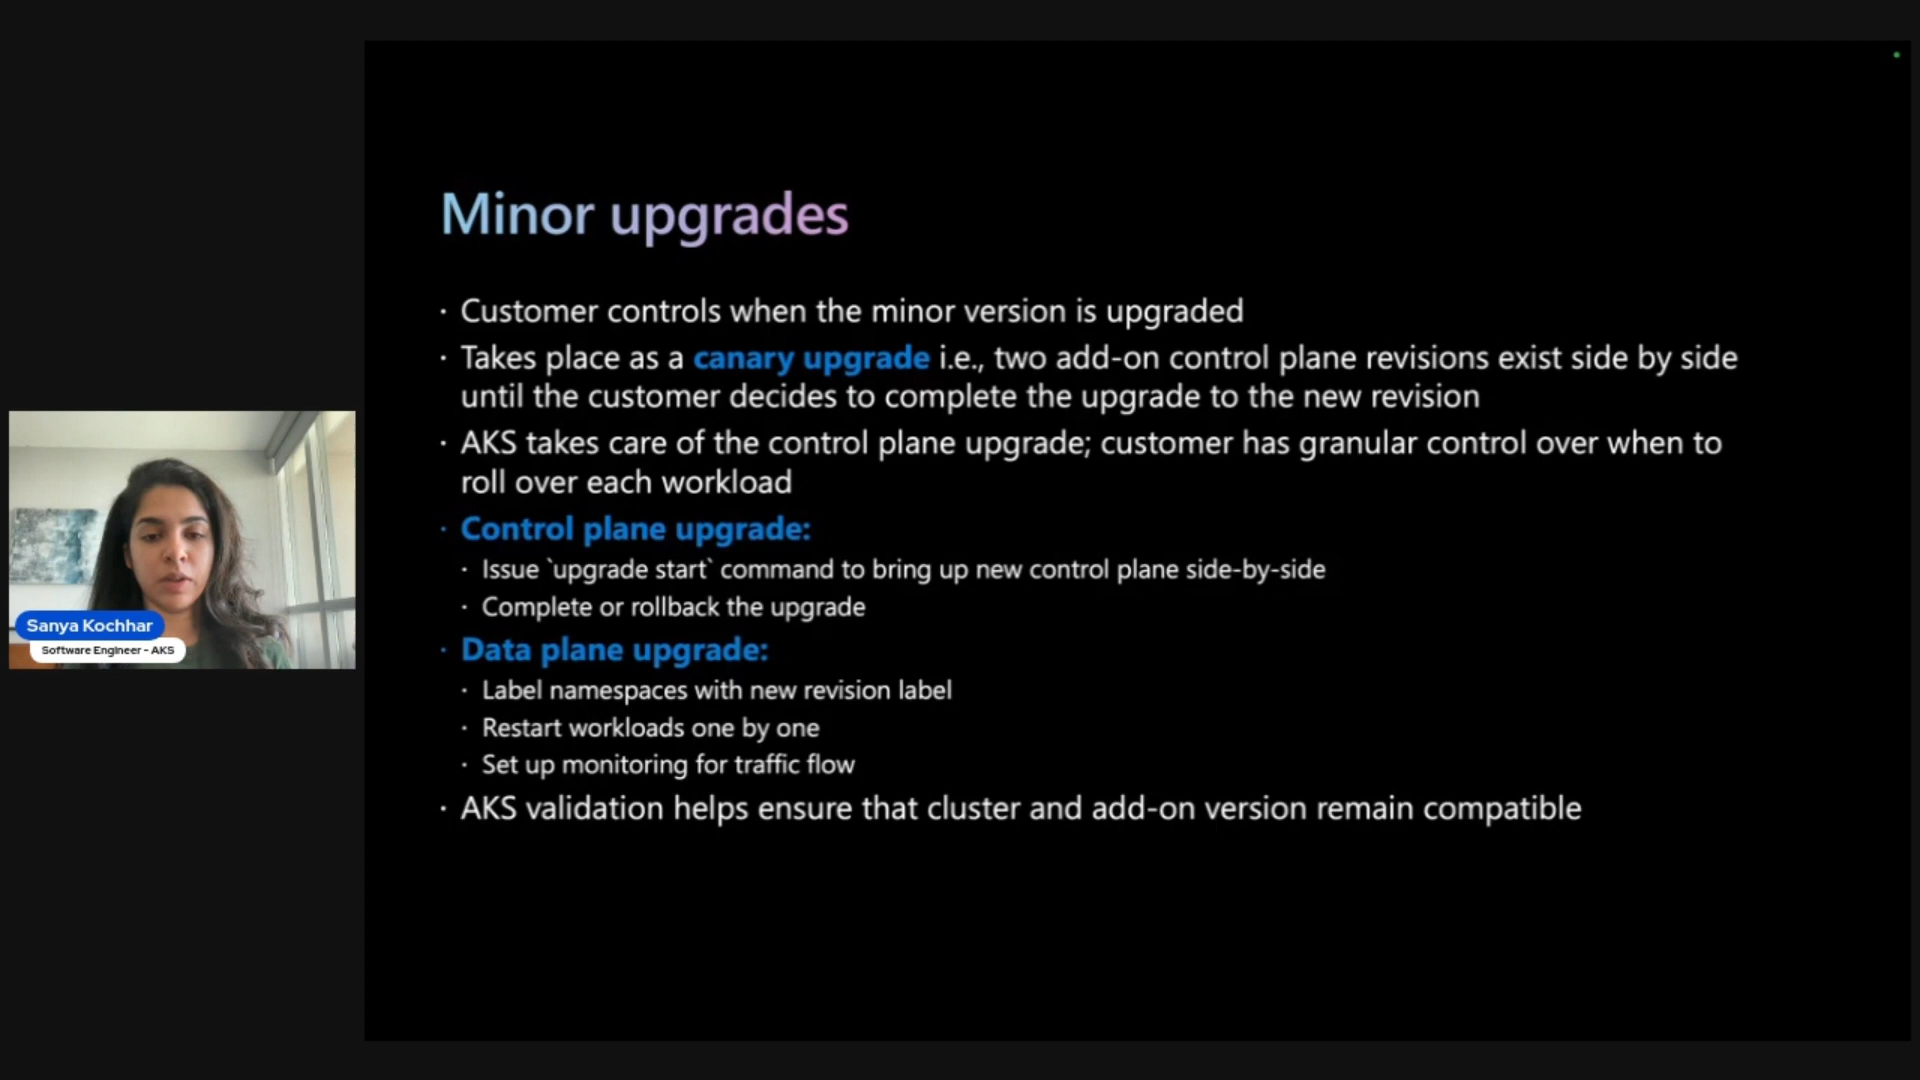 Minor upgrades
· Customer controls when the minor version is upgraded
· Takes place as a canary upgrade i.e., two add-on control plane revisions exist side by side
until the customer decides to complete the upgrade to the new revision
· AKS takes care of the control plane upgrade; customer has granular control over when to
roll over each workload
· Control plane upgrade:
· Issue `upgrade start` command to bring up new control plane side-by-side
· Complete or rollback the upgrade
· Data plane upgrade:
· Label namespaces with new revision label
· Restart workloads one by one
· Set up monitoring for traffic flow
· AKS validation helps ensure that cluster and add-on version remain compatible
Sanya Kochhar
Software Engineer - AKS